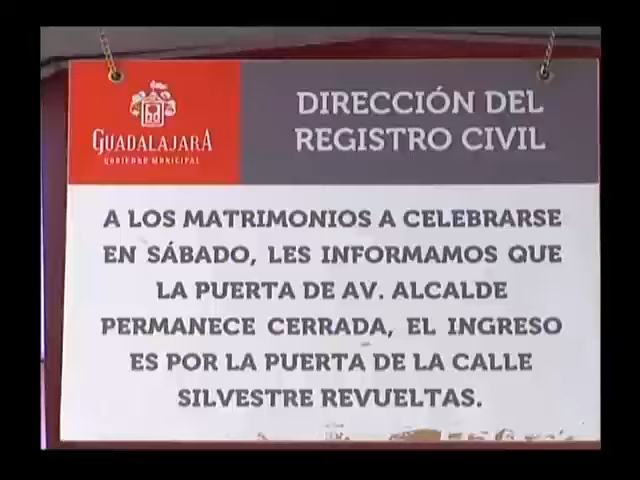 GUADALAJARA
GOBIERNO MUNICIPAL
DIRECCIÓN DEL
REGISTRO CIVIL
A LOS MATRIMONIOS A CELEBRARSE
EN SÁBADO, LES INFORMAMOS QUE
LA PUERTA DE AV. ALCALDE
PERMANECE CERRADA, EL INGRESO
ES POR LA PUERTA DE LA CALLE
SILVESTRE REVUELTAS.